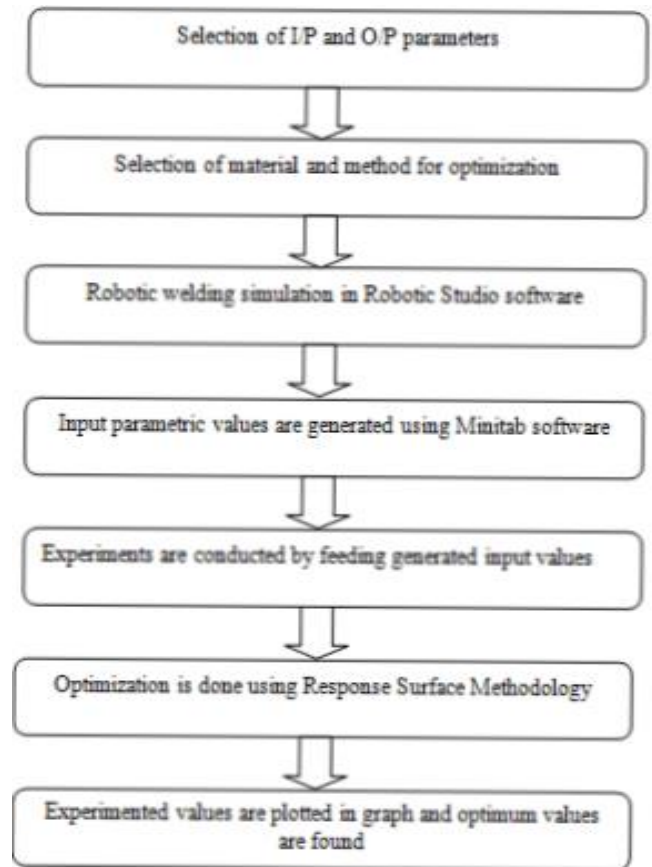 Selection of I/P and O/P parameters
Selection of material and method for optimization
Robotic welding simulation in Robotic Studio software
Input parametric values are generated using Minitab software
Experiments are conducted by feeding generated input values
Optimization is done using Response Surface Methodology
Experimented values are plotted in graph and optimum values
are found